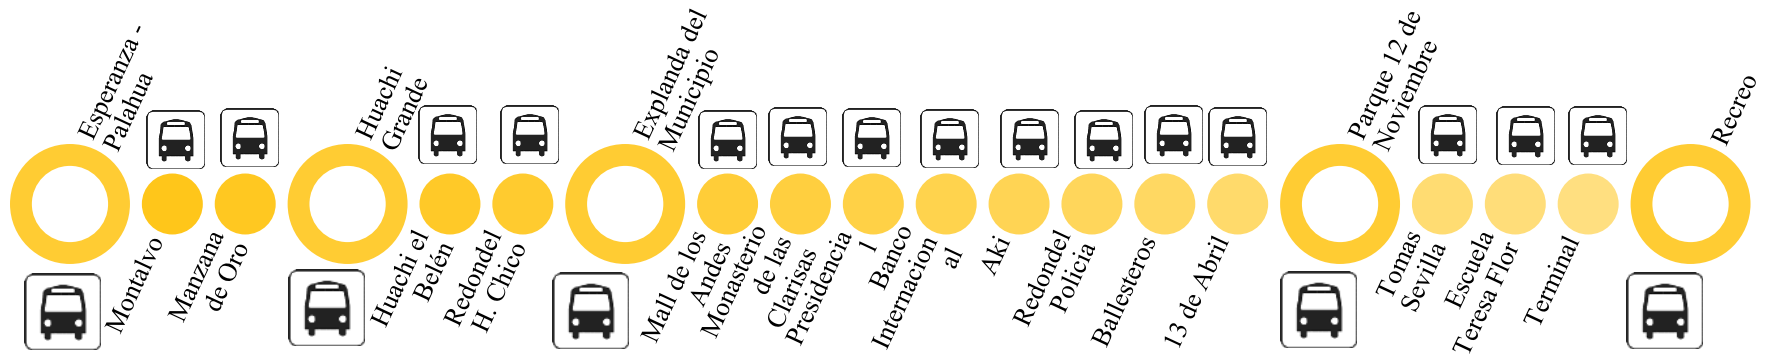 Esperanza -
Palahua
Montalvo
Manzana
de Oro
Huachi
Grande
Huachi el
Belén
Redondel
H. Chico
Explanda del
Municipio
Mall de los
Andes
Monasterio
de las
Clarisas
Presidencia
l
Banco
Internacion
al
Aki
Redondel
Policia
Ballesteros
13 de Abril
Parque 12 de
Noviembre
Tomas
Sevilla
Escuela
Teresa Flor
Terminal
Recreo